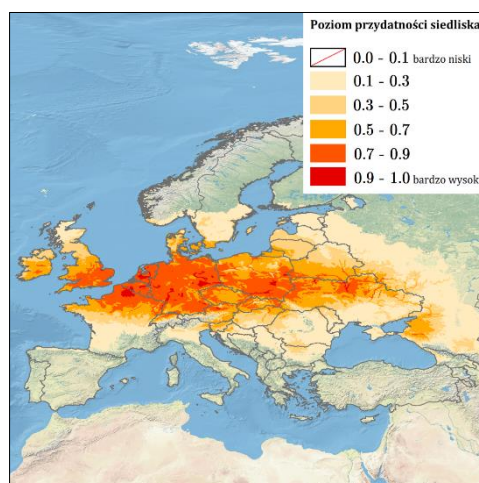 Poziom przydatności siedliska
0.0 - 0.1 bardzo niski
0.1 - 0.3
0.3 - 0.5
0.5 - 0.7
0.7 - 0.9
0.9 - 1.0 bardzo wysok